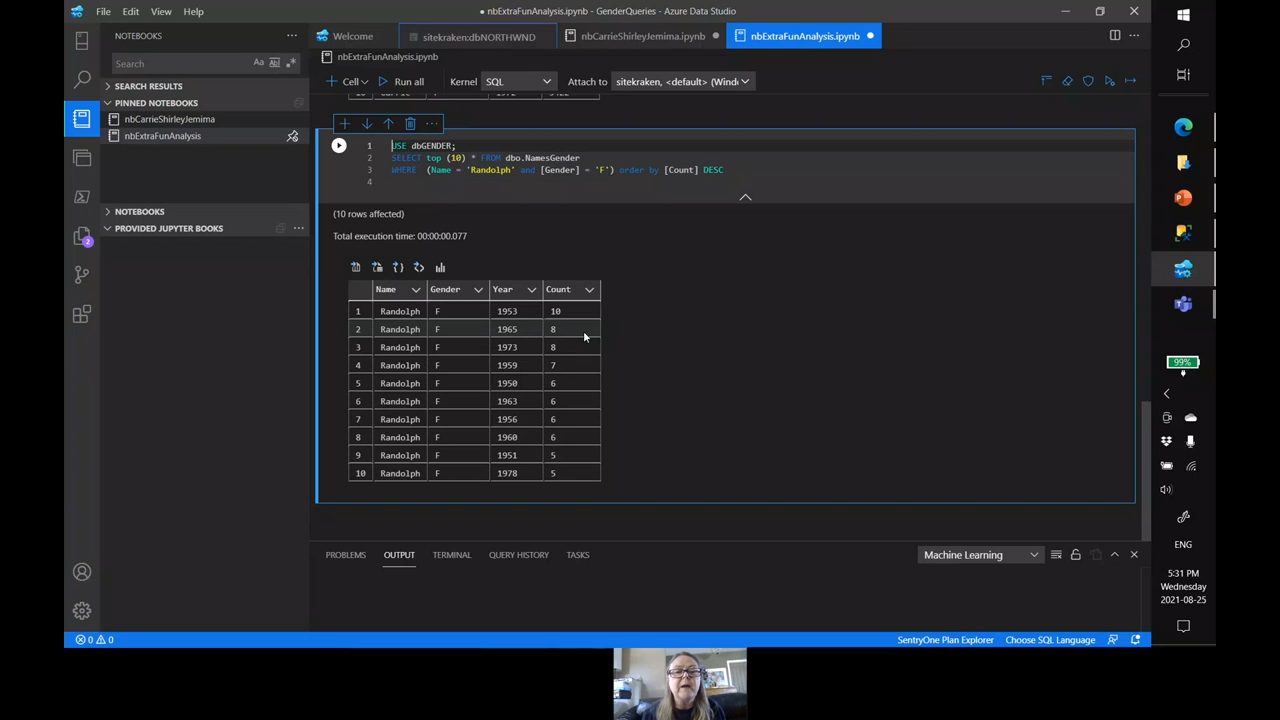 File Edit View Help
● nbExtraFunAnalysis.ipynb - GenderQueries - Azure Data Studio
NOTEBOOKS ...
Search
SEARCH RESULTS
PINNED NOTEBOOKS
nbCarrieShirleyJemima
nbExtraFunAnalysis
NOTEBOOKS
PROVIDED JUPYTER BOOKS ...
2
Welcome sitekraken:dbNORTHWND nbCarrieShirleyJemima.ipynb ● nbExtraFunAnalysis.ipynb ●
nbExtraFunAnalysis.ipynb
+ Cell Run all Kernel SQL Attach to sitekraken, <default> (Wind
1 USE dbGENDER;
2 SELECT top (10) * FROM dbo.NamesGender
3 WHERE (Name = 'Randolph' and [Gender] = 'F') order by [Count] DESC
4
(10 rows affected)
Total execution time: 00:00:00.077
Name Gender Year Count
1 Randolph F 1953 10
2 Randolph F 1965 8
3 Randolph F 1973 8
4 Randolph F 1959 7
5 Randolph F 1950 6
6 Randolph F 1963 6
7 Randolph F 1956 6
8 Randolph F 1960 6
9 Randolph F 1951 5
10 Randolph F 1978 5
PROBLEMS OUTPUT TERMINAL QUERY HISTORY TASKS
Machine Learning
0 0
SentryOne Plan Explorer Choose SQL Language
99%
ENG
5:31 PM
Wednesday
2021-08-25